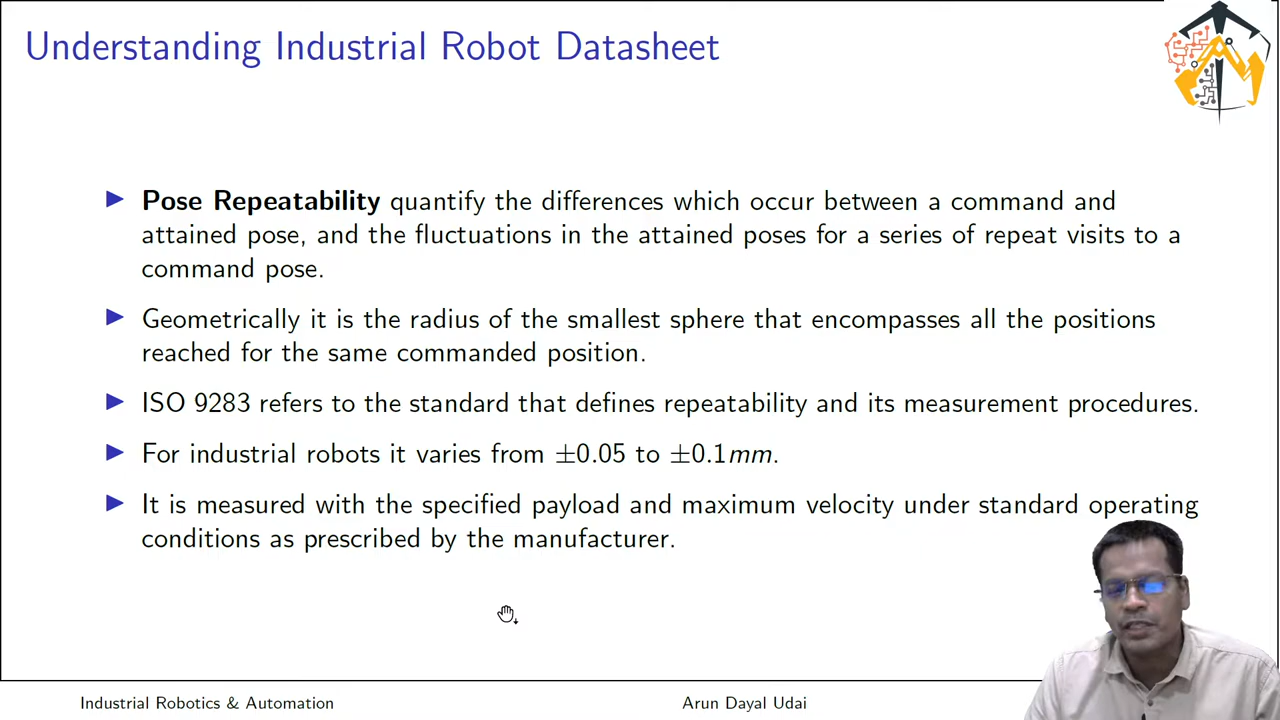 Understanding Industrial Robot Datasheet
Pose Repeatability quantify the differences which occur between a command and
attained pose, and the fluctuations in the attained poses for a series of repeat visits to a
command pose.
Geometrically it is the radius of the smallest sphere that encompasses all the positions
reached for the same commanded position.
ISO 9283 refers to the standard that defines repeatability and its measurement procedures.
For industrial robots it varies from ±0.05 to ±0.1mm.
It is measured with the specified payload and maximum velocity under standard operating
conditions as prescribed by the manufacturer.
Industrial Robotics & Automation
Arun Dayal Udai